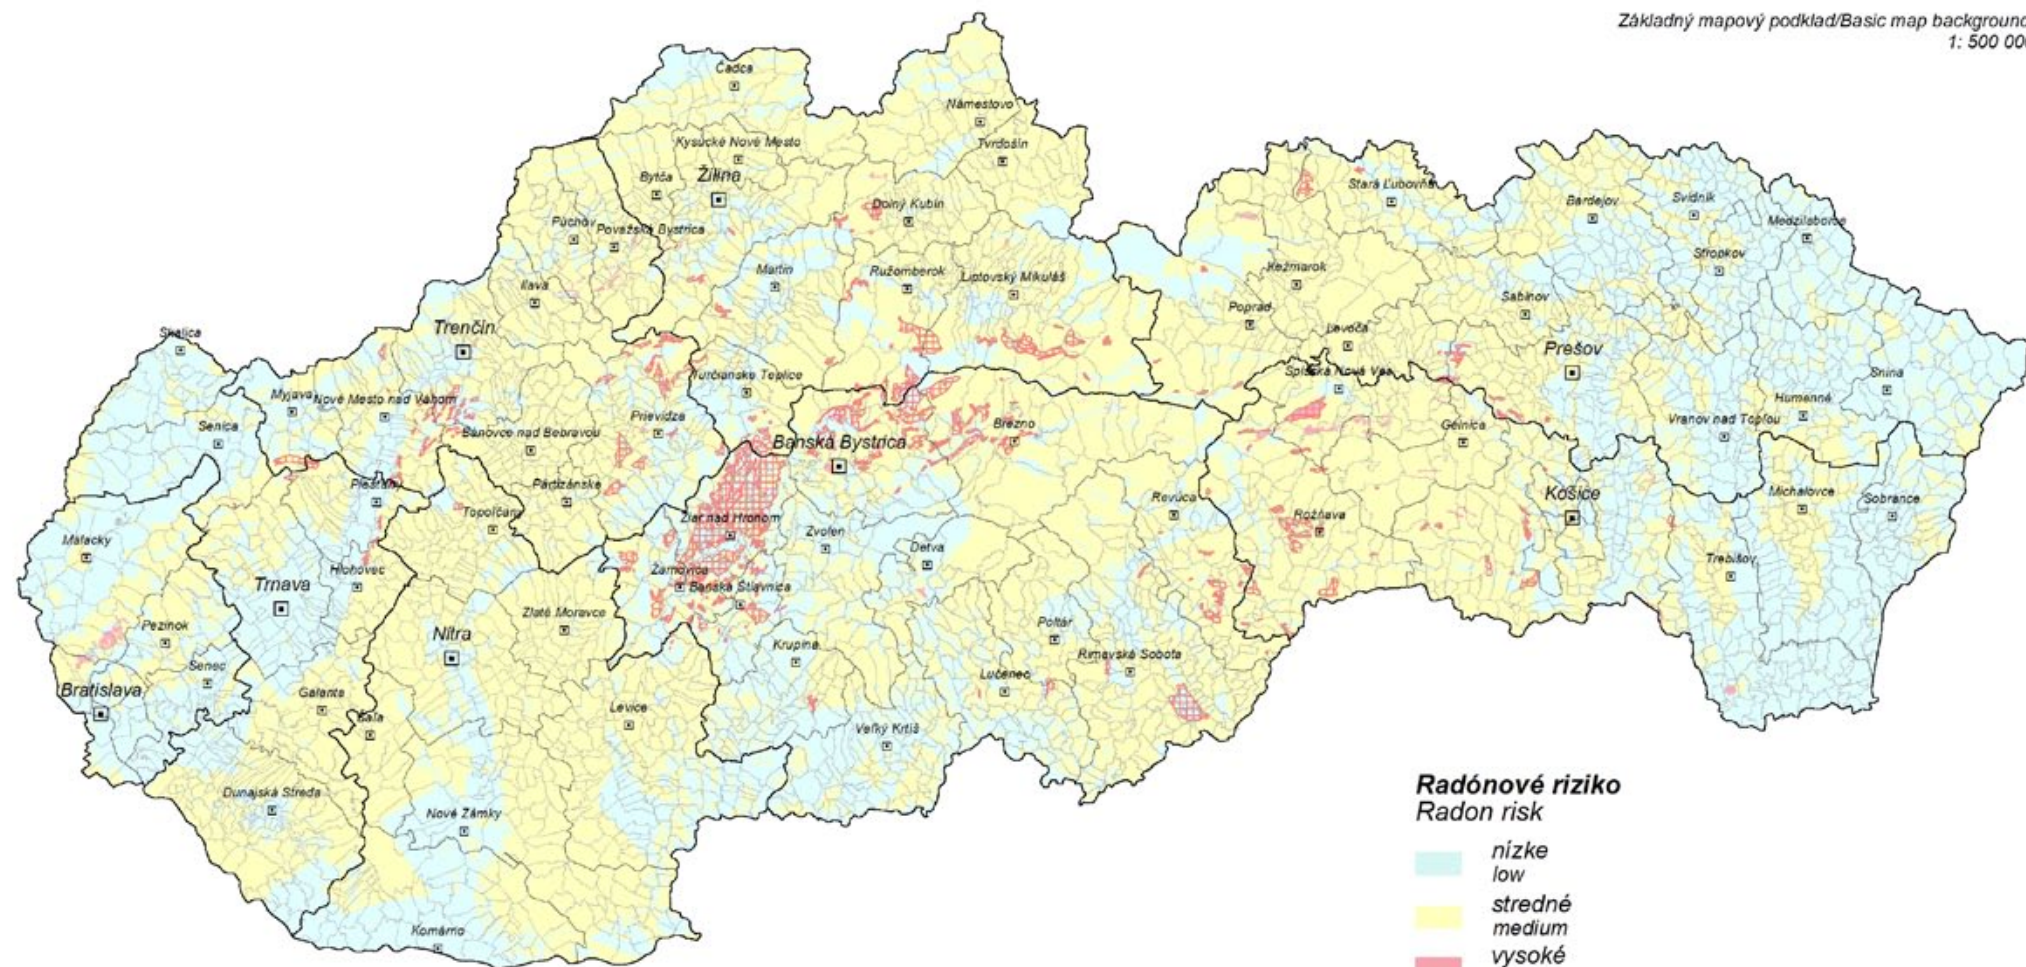 Základný mapový podklad/Basic map background
1: 500 000
Čadca
Námestovo
Kysucké Nové Mesto
Tvrdošín
Bytča
Žilina
Stará Ľubovňa
Bardejov
Svidník
Medzilaborce
Dolný Kubín
Púchov
Považská Bystrica
Stropkov
Martin
Ružomberok
Liptovský Mikuláš
Kežmarok
Ilava
Poprad
Sabinov
Trenčín
Levoča
Skalica
Prešov
Turčianske Teplice
Spišská Nová Ves
Snina
Myjava
Nové Mesto nad Váhom
Humenné
Senica
Prievidza
Brezno
Vranov nad Topľou
Bánovce nad Bebravou
Banská Bystrica
Gelnica
Piešťany
Partizánske
Michalovce
Sobrance
Topoľčany
Revúca
Košice
Žiar nad Hronom
Rožňava
Malacky
Zvolen
Detva
Trebišov
Hlohovec
Trnava
Žarnovica
Banská Štiavnica
Zlaté Moravce
Pezinok
Nitra
Poltár
Krupina
Rimavská Sobota
Senec
Lučenec
Bratislava
Galanta
Šaľa
Levice
Veľký Krtíš
Dunajská Streda
Nové Zámky
Komárno
Radónové riziko
Radon risk
nízke
low
stredné
medium
vysoké